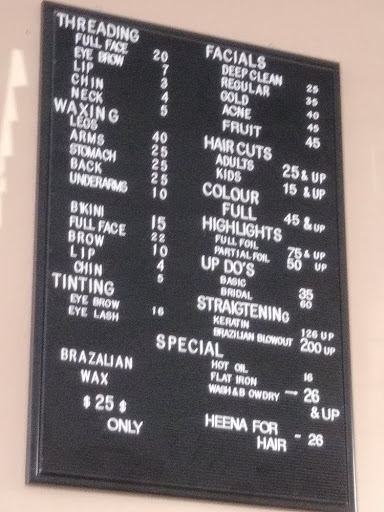 THREADING
FULL FACE 20
EYE BROW 7
LIP 3
CHIN 4
NECK 5
WAXING
LEGS 40
ARMS 25
STOMACH 25
BACK 25
UNDERARMS 10
BIKINI 15
FULL FACE 22
BROW 10
LIP 4
CHIN 5
TINTING
EYE BROW 16
EYE LASH
BRAZALIAN
WAX
$ 25 $
ONLY
FACIALS
DEEP CLEAN 25
REGULAR 35
GOLD 40
ACNE 45
FRUIT 45
HAIR CUTS
ADULTS 25 & UP
KIDS 15 & UP
COLOUR
FULL 45 & UP
HIGHLIGHTS
FULL FOIL 75 & UP
PARTIAL FOIL 50 UP
UP DO'S
BASIC 35
BRIDAL 60
STRAIGTENING
KERATIN 126 UP
BRAZILIAN BLOWOUT 200 UP
SPECIAL
HOT OIL 16
FLAT IRON
WASH&B OWDRY — 26
& UP
HEENA FOR
HAIR - 26